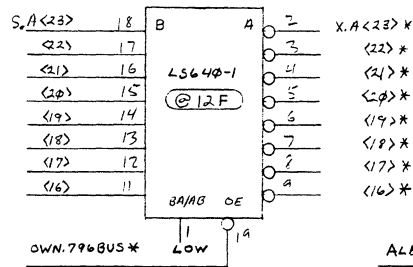 S.A<23> 18 B A 2 X.A<23>*
<22> 17 3 <22>*
<21> 16 LS640-1 4 <21>*
<20> 15 @12F 5 <20>*
<19> 14 6 <19>*
<18> 13 7 <18>*
<17> 12 8 <17>*
<16> 11 9 <16>*
BA/AB OE
1 19
OWN.796BUS* LOW